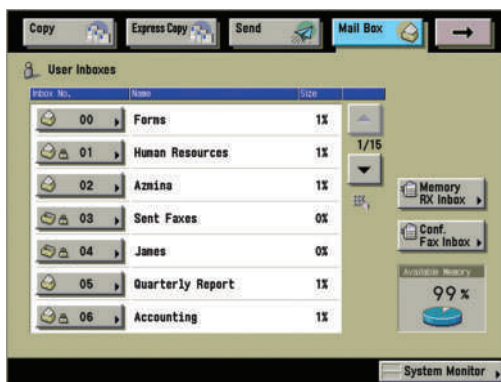 Copy
Express Copy
Send
Mail Box
User Inboxes
Inbox No. Name Size
00 Forms 1%
01 Human Resources 1%
1/15
02 Azmina 1%
03 Sent Faxes 0%
04 James 0%
05 Quarterly Report 1%
06 Accounting 1%
Memory
RX Inbox
Conf.
Fax Inbox
Available Memory
99 %
System Monitor